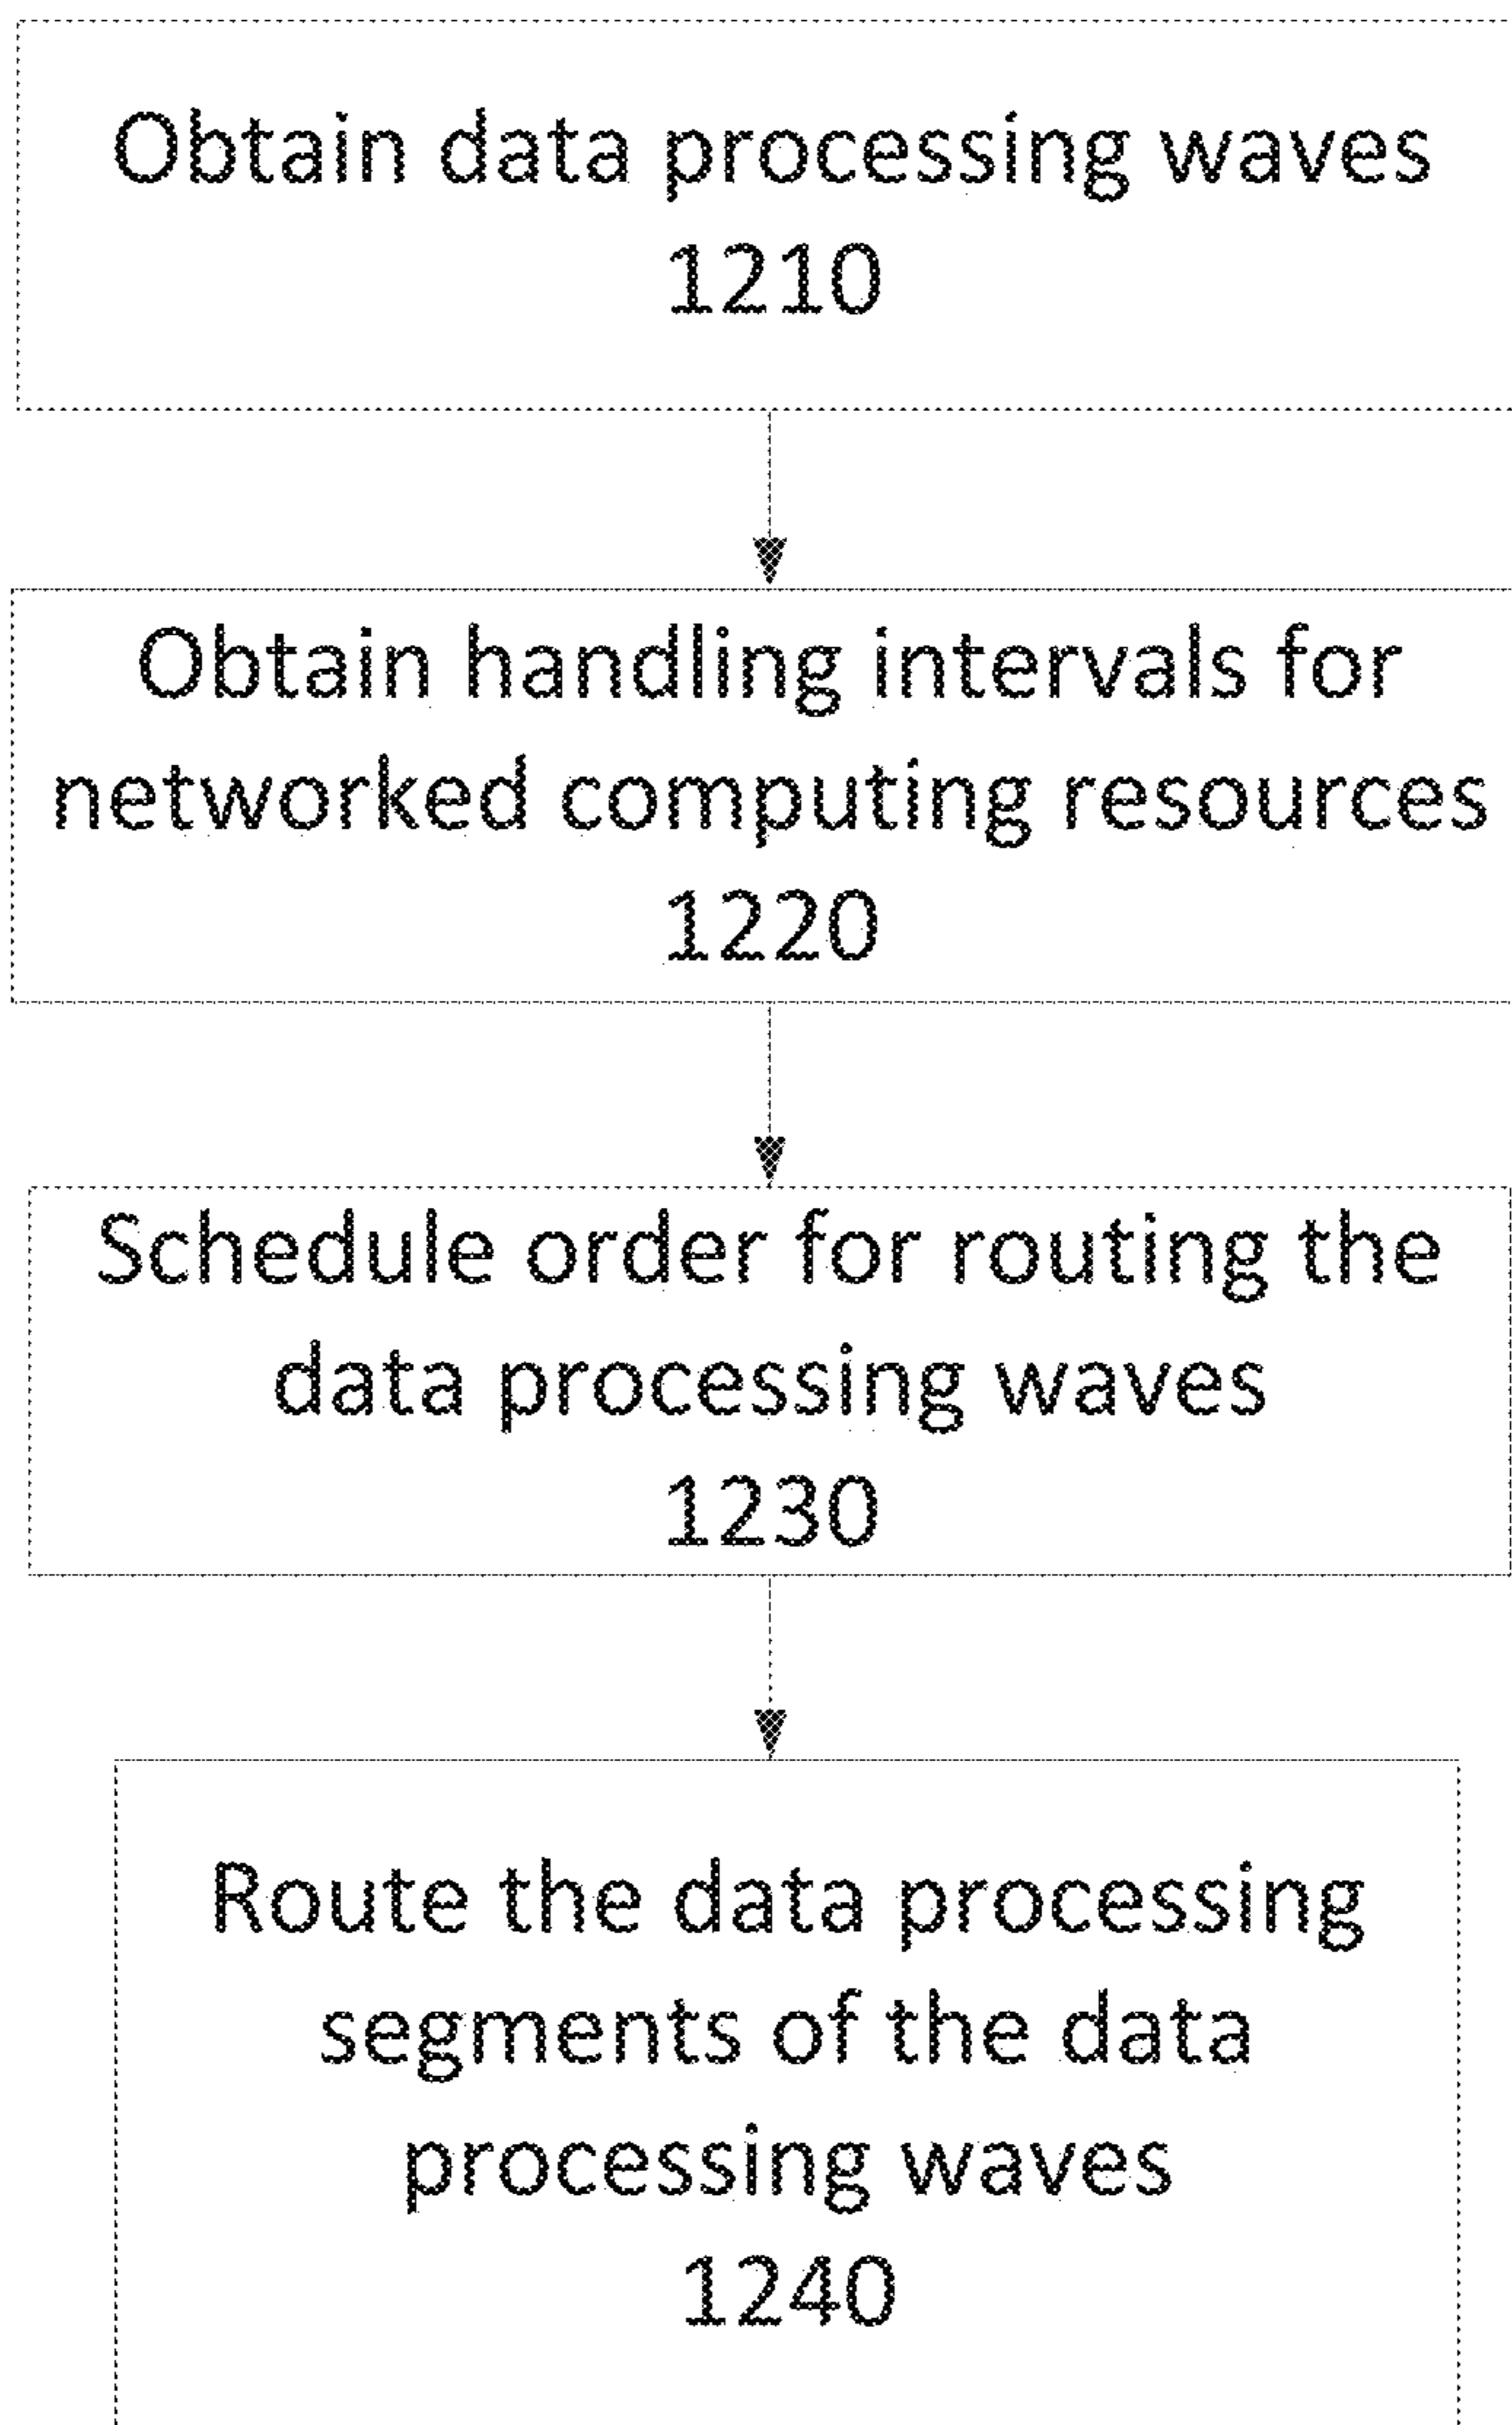 Obtain data processing waves
1210
Obtain handling intervals for
networked computing resources
1220
Schedule order for routing the
data processing waves
1230
Route the data processing
segments of the data
processing waves
1240